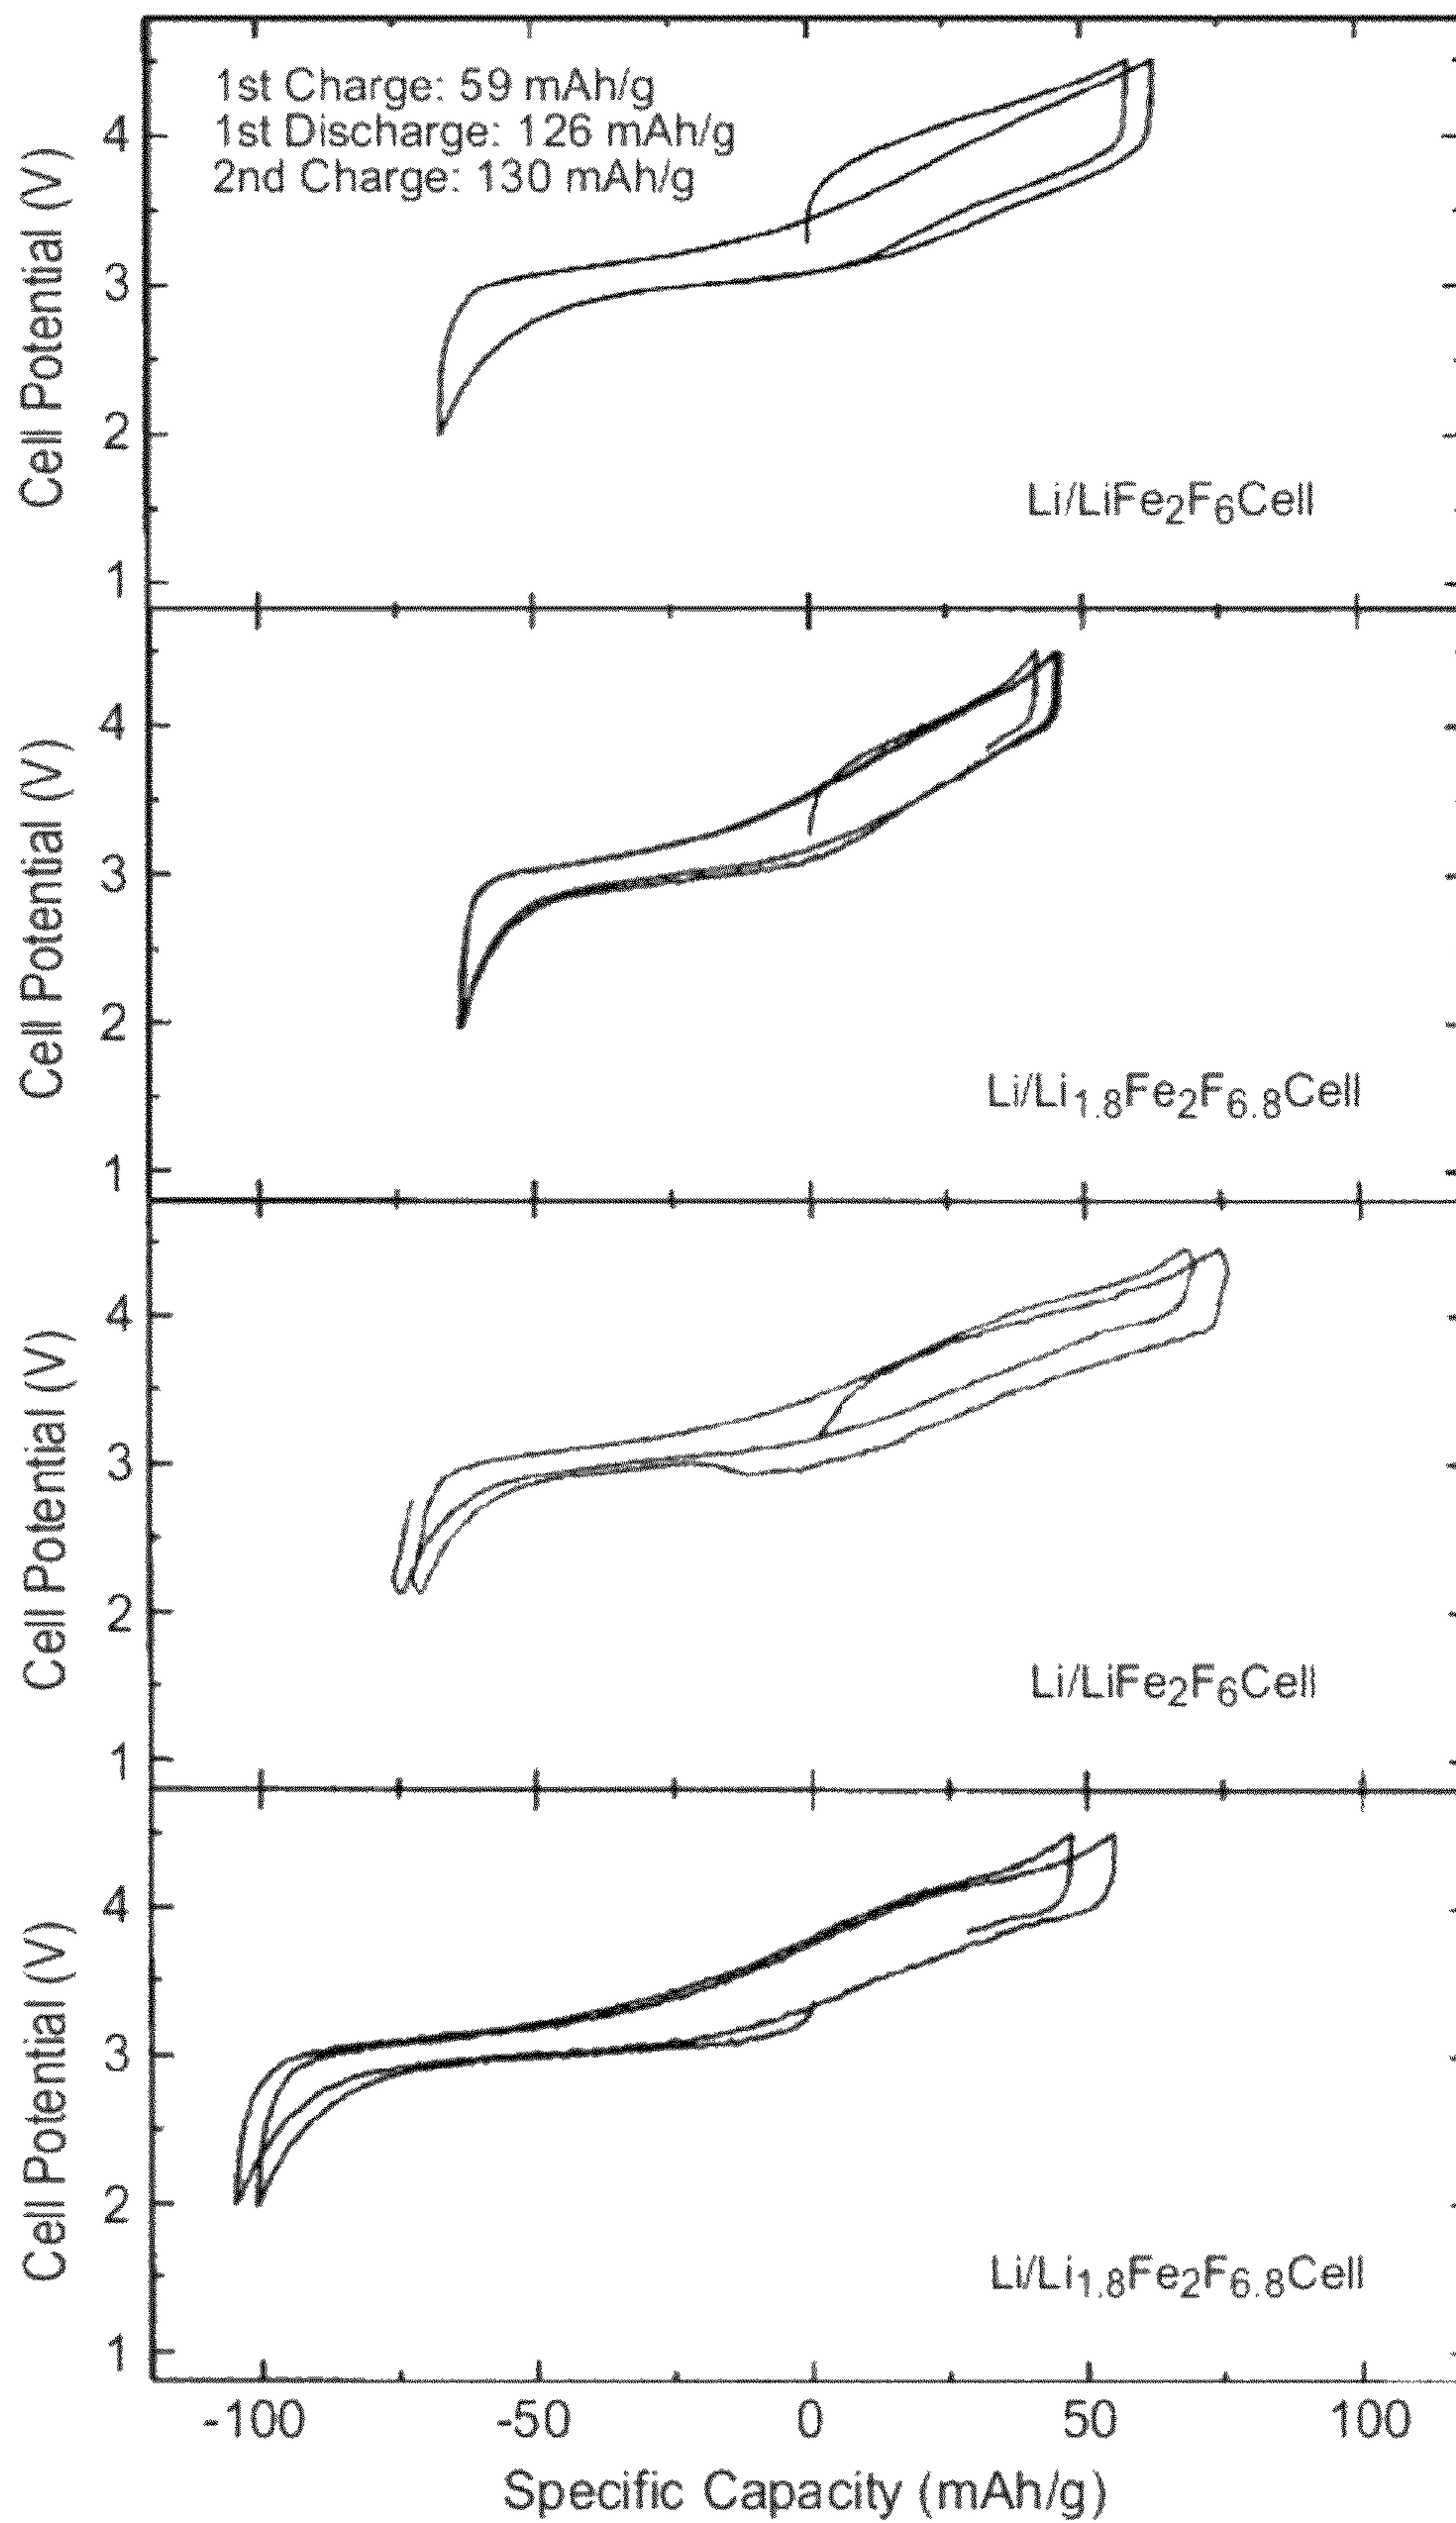 1st Charge: 59 mAh/g
1st Discharge: 126 mAh/g
2nd Charge: 130 mAh/g
Cell Potential (V)
4
3
2
1
Li/LiFe₂F₆Cell
Cell Potential (V)
4
3
2
1
Li/Li₁.₈Fe₂F₆.₈Cell
Cell Potential (V)
4
3
2
1
Li/LiFe₂F₆Cell
Cell Potential (V)
4
3
2
1
Li/Li₁.₈Fe₂F₆.₈Cell
-100 -50 0 50 100
Specific Capacity (mAh/g)